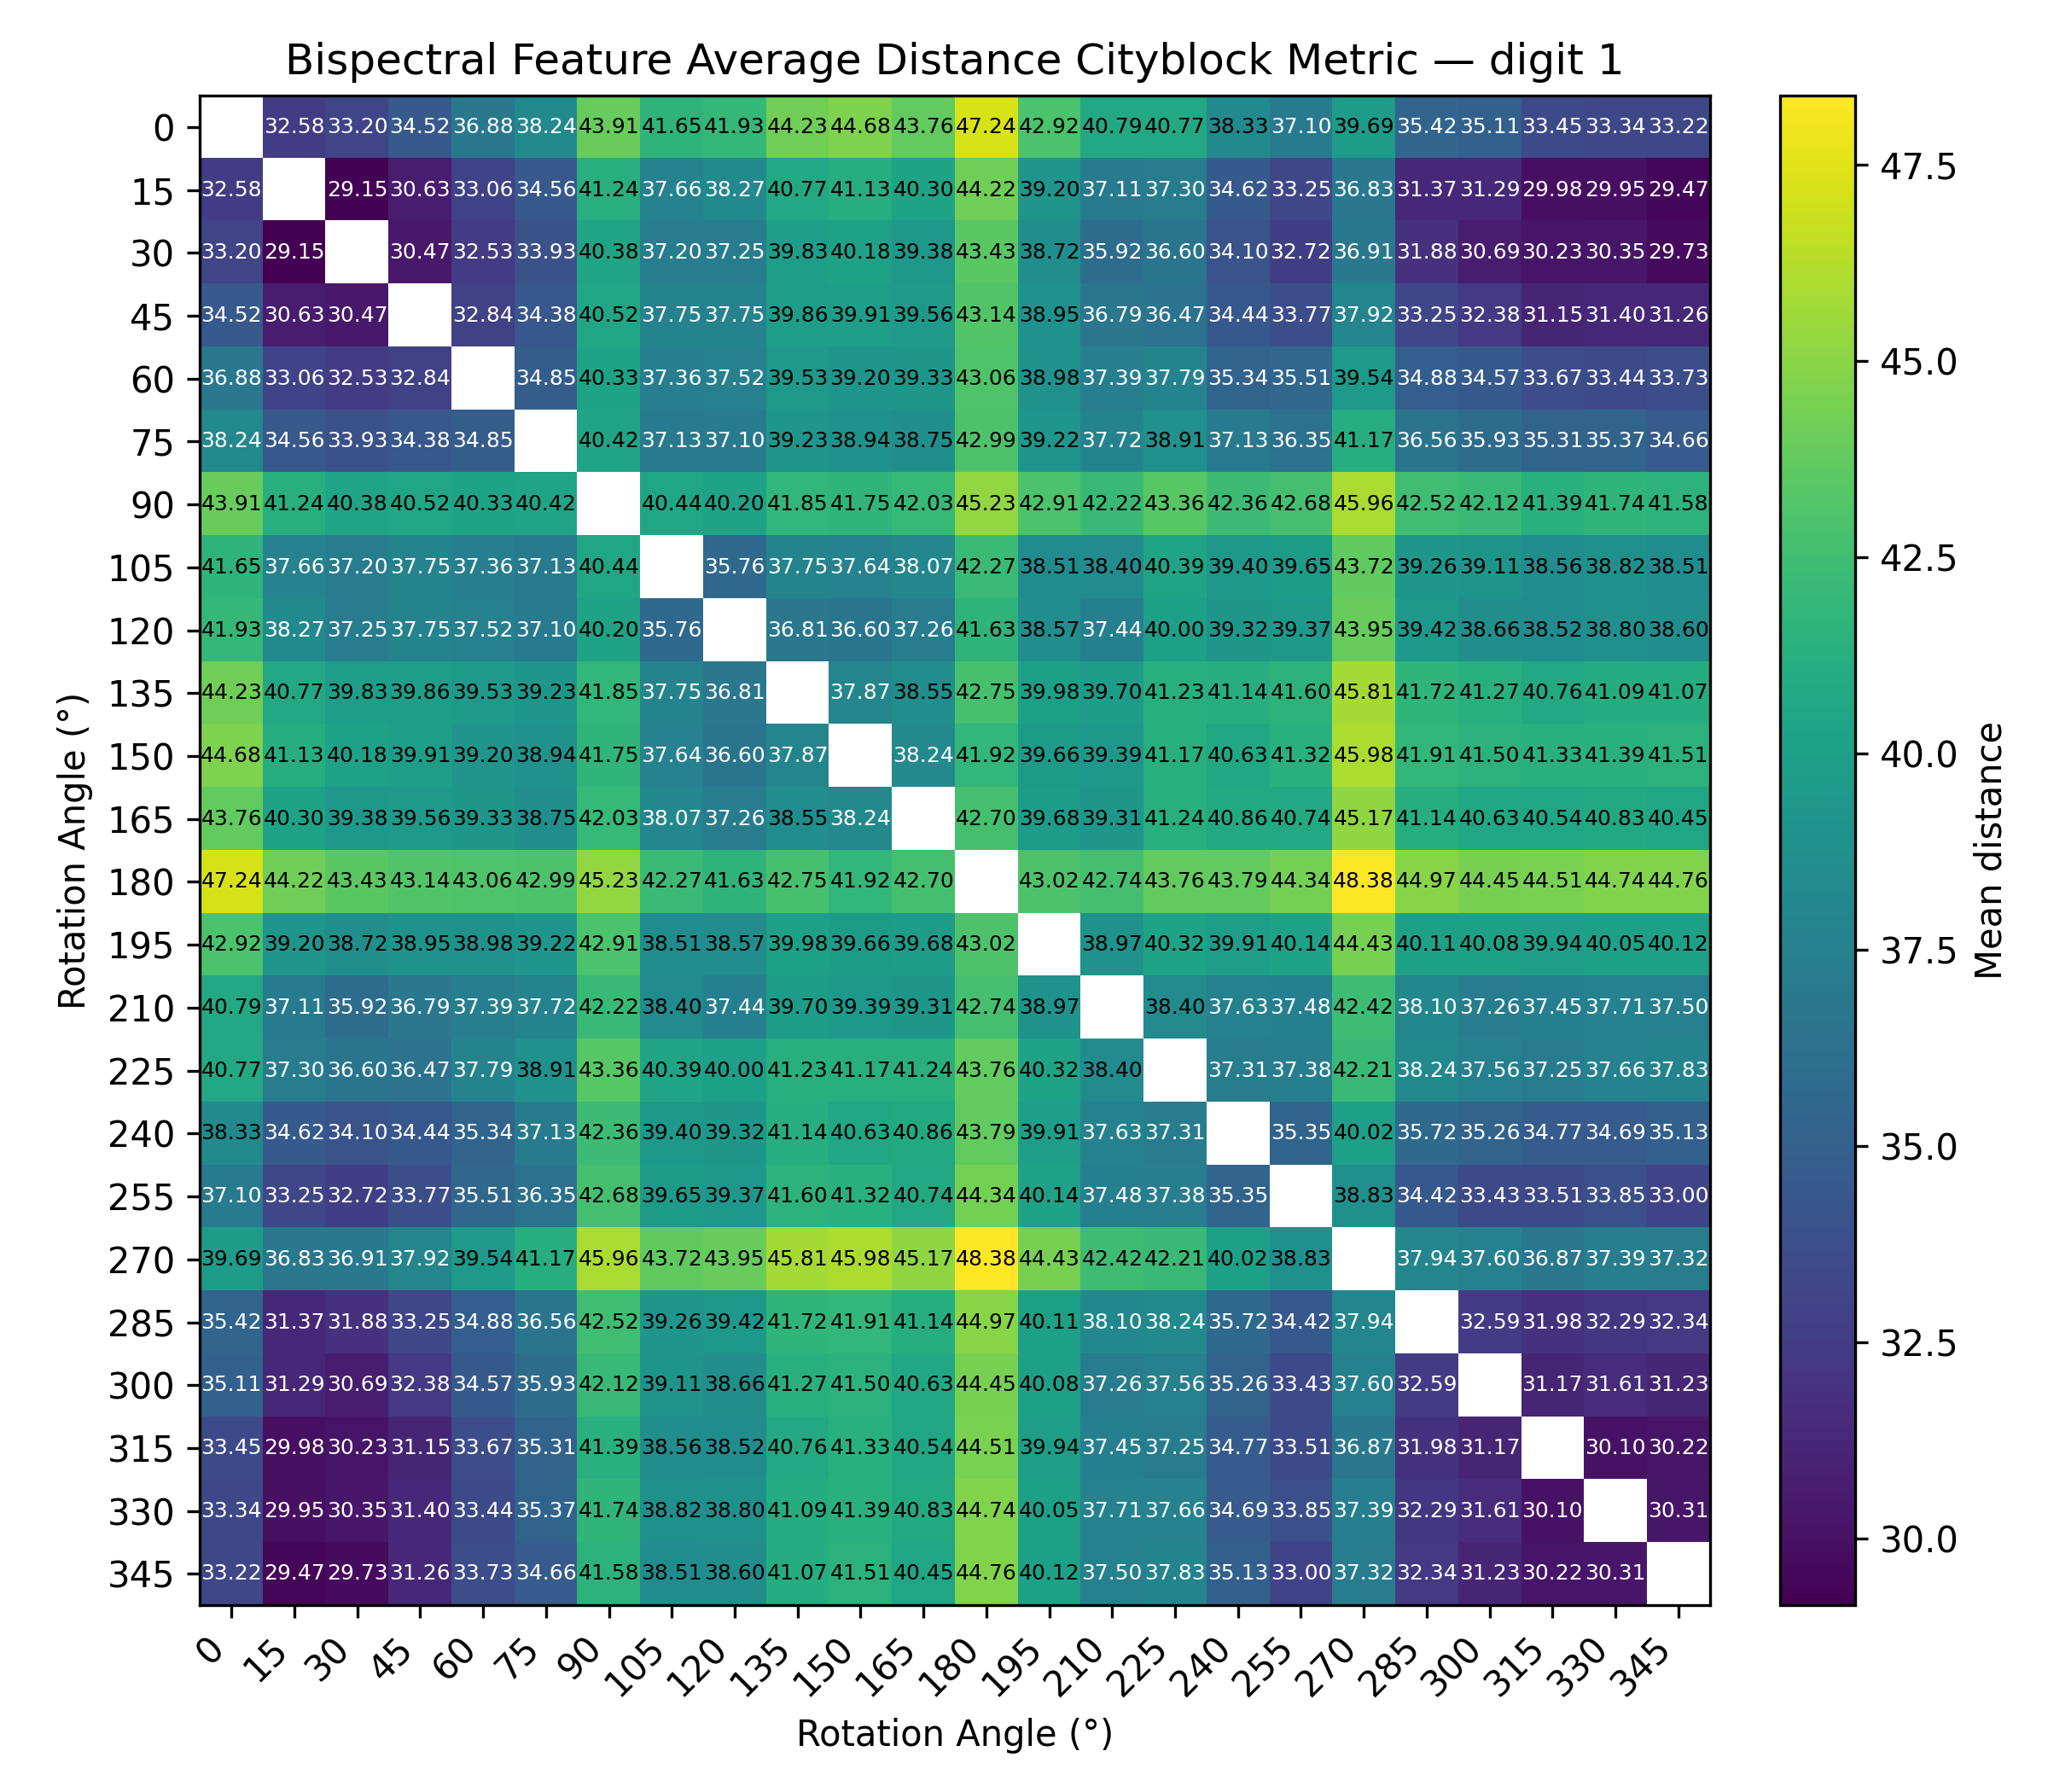 Bispectral Feature Average Distance Cityblock Metric — digit 1
0 32.58 33.20 34.52 36.88 38.24 43.91 41.65 41.93 44.23 44.68 43.76 47.24 42.92 40.79 40.77 38.33 37.10 39.69 35.42 35.11 33.45 33.34 33.22
15 32.58 29.15 30.63 33.06 34.56 41.24 37.66 38.27 40.77 41.13 40.30 44.22 39.20 37.11 37.30 34.62 33.25 36.83 31.37 31.29 29.98 29.95 29.47
30 33.20 29.15 30.47 32.53 33.93 40.38 37.20 37.25 39.83 40.18 39.38 43.43 38.72 35.92 36.60 34.10 32.72 36.91 31.88 30.69 30.23 30.35 29.73
45 34.52 30.63 30.47 32.84 34.38 40.52 37.75 37.75 39.86 39.91 39.56 43.14 38.95 36.79 36.47 34.44 33.77 37.92 33.25 32.38 31.15 31.40 31.26
60 36.88 33.06 32.53 32.84 34.85 40.33 37.36 37.52 39.53 39.20 39.33 43.06 38.98 37.39 37.79 35.34 35.51 39.54 34.88 34.57 33.67 33.44 33.73
75 38.24 34.56 33.93 34.38 34.85 40.42 37.13 37.10 39.23 38.94 38.75 42.99 39.22 37.72 38.91 37.13 36.35 41.17 36.56 35.93 35.31 35.37 34.66
90 43.91 41.24 40.38 40.52 40.33 40.42 40.44 40.20 41.85 41.75 42.03 45.23 42.91 42.22 43.36 42.36 42.68 45.96 42.52 42.12 41.39 41.74 41.58
105 41.65 37.66 37.20 37.75 37.36 37.13 40.44 35.76 37.75 37.64 38.07 42.27 38.51 38.40 40.39 39.40 39.65 43.72 39.26 39.11 38.56 38.82 38.51
120 41.93 38.27 37.25 37.75 37.52 37.10 40.20 35.76 36.81 36.60 37.26 41.63 38.57 37.44 40.00 39.32 39.37 43.95 39.42 38.66 38.52 38.80 38.60
135 44.23 40.77 39.83 39.86 39.53 39.23 41.85 37.75 36.81 37.87 38.55 42.75 39.98 39.70 41.23 41.14 41.60 45.81 41.72 41.27 40.76 41.09 41.07
150 44.68 41.13 40.18 39.91 39.20 38.94 41.75 37.64 36.60 37.87 38.24 41.92 39.66 39.39 41.17 40.63 41.32 45.98 41.91 41.50 41.33 41.39 41.51
165 43.76 40.30 39.38 39.56 39.33 38.75 42.03 38.07 37.26 38.55 38.24 42.70 39.68 39.31 41.24 40.86 40.74 45.17 41.14 40.63 40.54 40.83 40.45
180 47.24 44.22 43.43 43.14 43.06 42.99 45.23 42.27 41.63 42.75 41.92 42.70 43.02 42.74 43.76 43.79 44.34 48.38 44.97 44.45 44.51 44.74 44.76
195 42.92 39.20 38.72 38.95 38.98 39.22 42.91 38.51 38.57 39.98 39.66 39.68 43.02 38.97 40.32 39.91 40.14 44.43 40.11 40.08 39.94 40.05 40.12
210 40.79 37.11 35.92 36.79 37.39 37.72 42.22 38.40 37.44 39.70 39.39 39.31 42.74 38.97 38.40 37.63 37.48 42.42 38.10 37.26 37.45 37.71 37.50
225 40.77 37.30 36.60 36.47 37.79 38.91 43.36 40.39 40.00 41.23 41.17 41.24 43.76 40.32 38.40 37.31 37.38 42.21 38.24 37.56 37.25 37.66 37.83
240 38.33 34.62 34.10 34.44 35.34 37.13 42.36 39.40 39.32 41.14 40.63 40.86 43.79 39.91 37.63 37.31 35.35 40.02 35.72 35.26 34.77 34.69 35.13
255 37.10 33.25 32.72 33.77 35.51 36.35 42.68 39.65 39.37 41.60 41.32 40.74 44.34 40.14 37.48 37.38 35.35 38.83 34.42 33.43 33.51 33.85 33.00
270 39.69 36.83 36.91 37.92 39.54 41.17 45.96 43.72 43.95 45.81 45.98 45.17 48.38 44.43 42.42 42.21 40.02 38.83 37.94 37.60 36.87 37.39 37.32
285 35.42 31.37 31.88 33.25 34.88 36.56 42.52 39.26 39.42 41.72 41.91 41.14 44.97 40.11 38.10 38.24 35.72 34.42 37.94 32.59 31.98 32.29 32.34
300 35.11 31.29 30.69 32.38 34.57 35.93 42.12 39.11 38.66 41.27 41.50 40.63 44.45 40.08 37.26 37.56 35.26 33.43 37.60 32.59 31.17 31.61 31.23
315 33.45 29.98 30.23 31.15 33.67 35.31 41.39 38.56 38.52 40.76 41.33 40.54 44.51 39.94 37.45 37.25 34.77 33.51 36.87 31.98 31.17 30.10 30.22
330 33.34 29.95 30.35 31.40 33.44 35.37 41.74 38.82 38.80 41.09 41.39 40.83 44.74 40.05 37.71 37.66 34.69 33.85 37.39 32.29 31.61 30.10 30.31
345 33.22 29.47 29.73 31.26 33.73 34.66 41.58 38.51 38.60 41.07 41.51 40.45 44.76 40.12 37.50 37.83 35.13 33.00 37.32 32.34 31.23 30.22 30.31
0 15 30 45 60 75 90 105 120 135 150 165 180 195 210 225 240 255 270 285 300 315 330 345
Rotation Angle (°)
Rotation Angle (°)
47.5
45.0
42.5
40.0
37.5
35.0
32.5
30.0
Mean distance